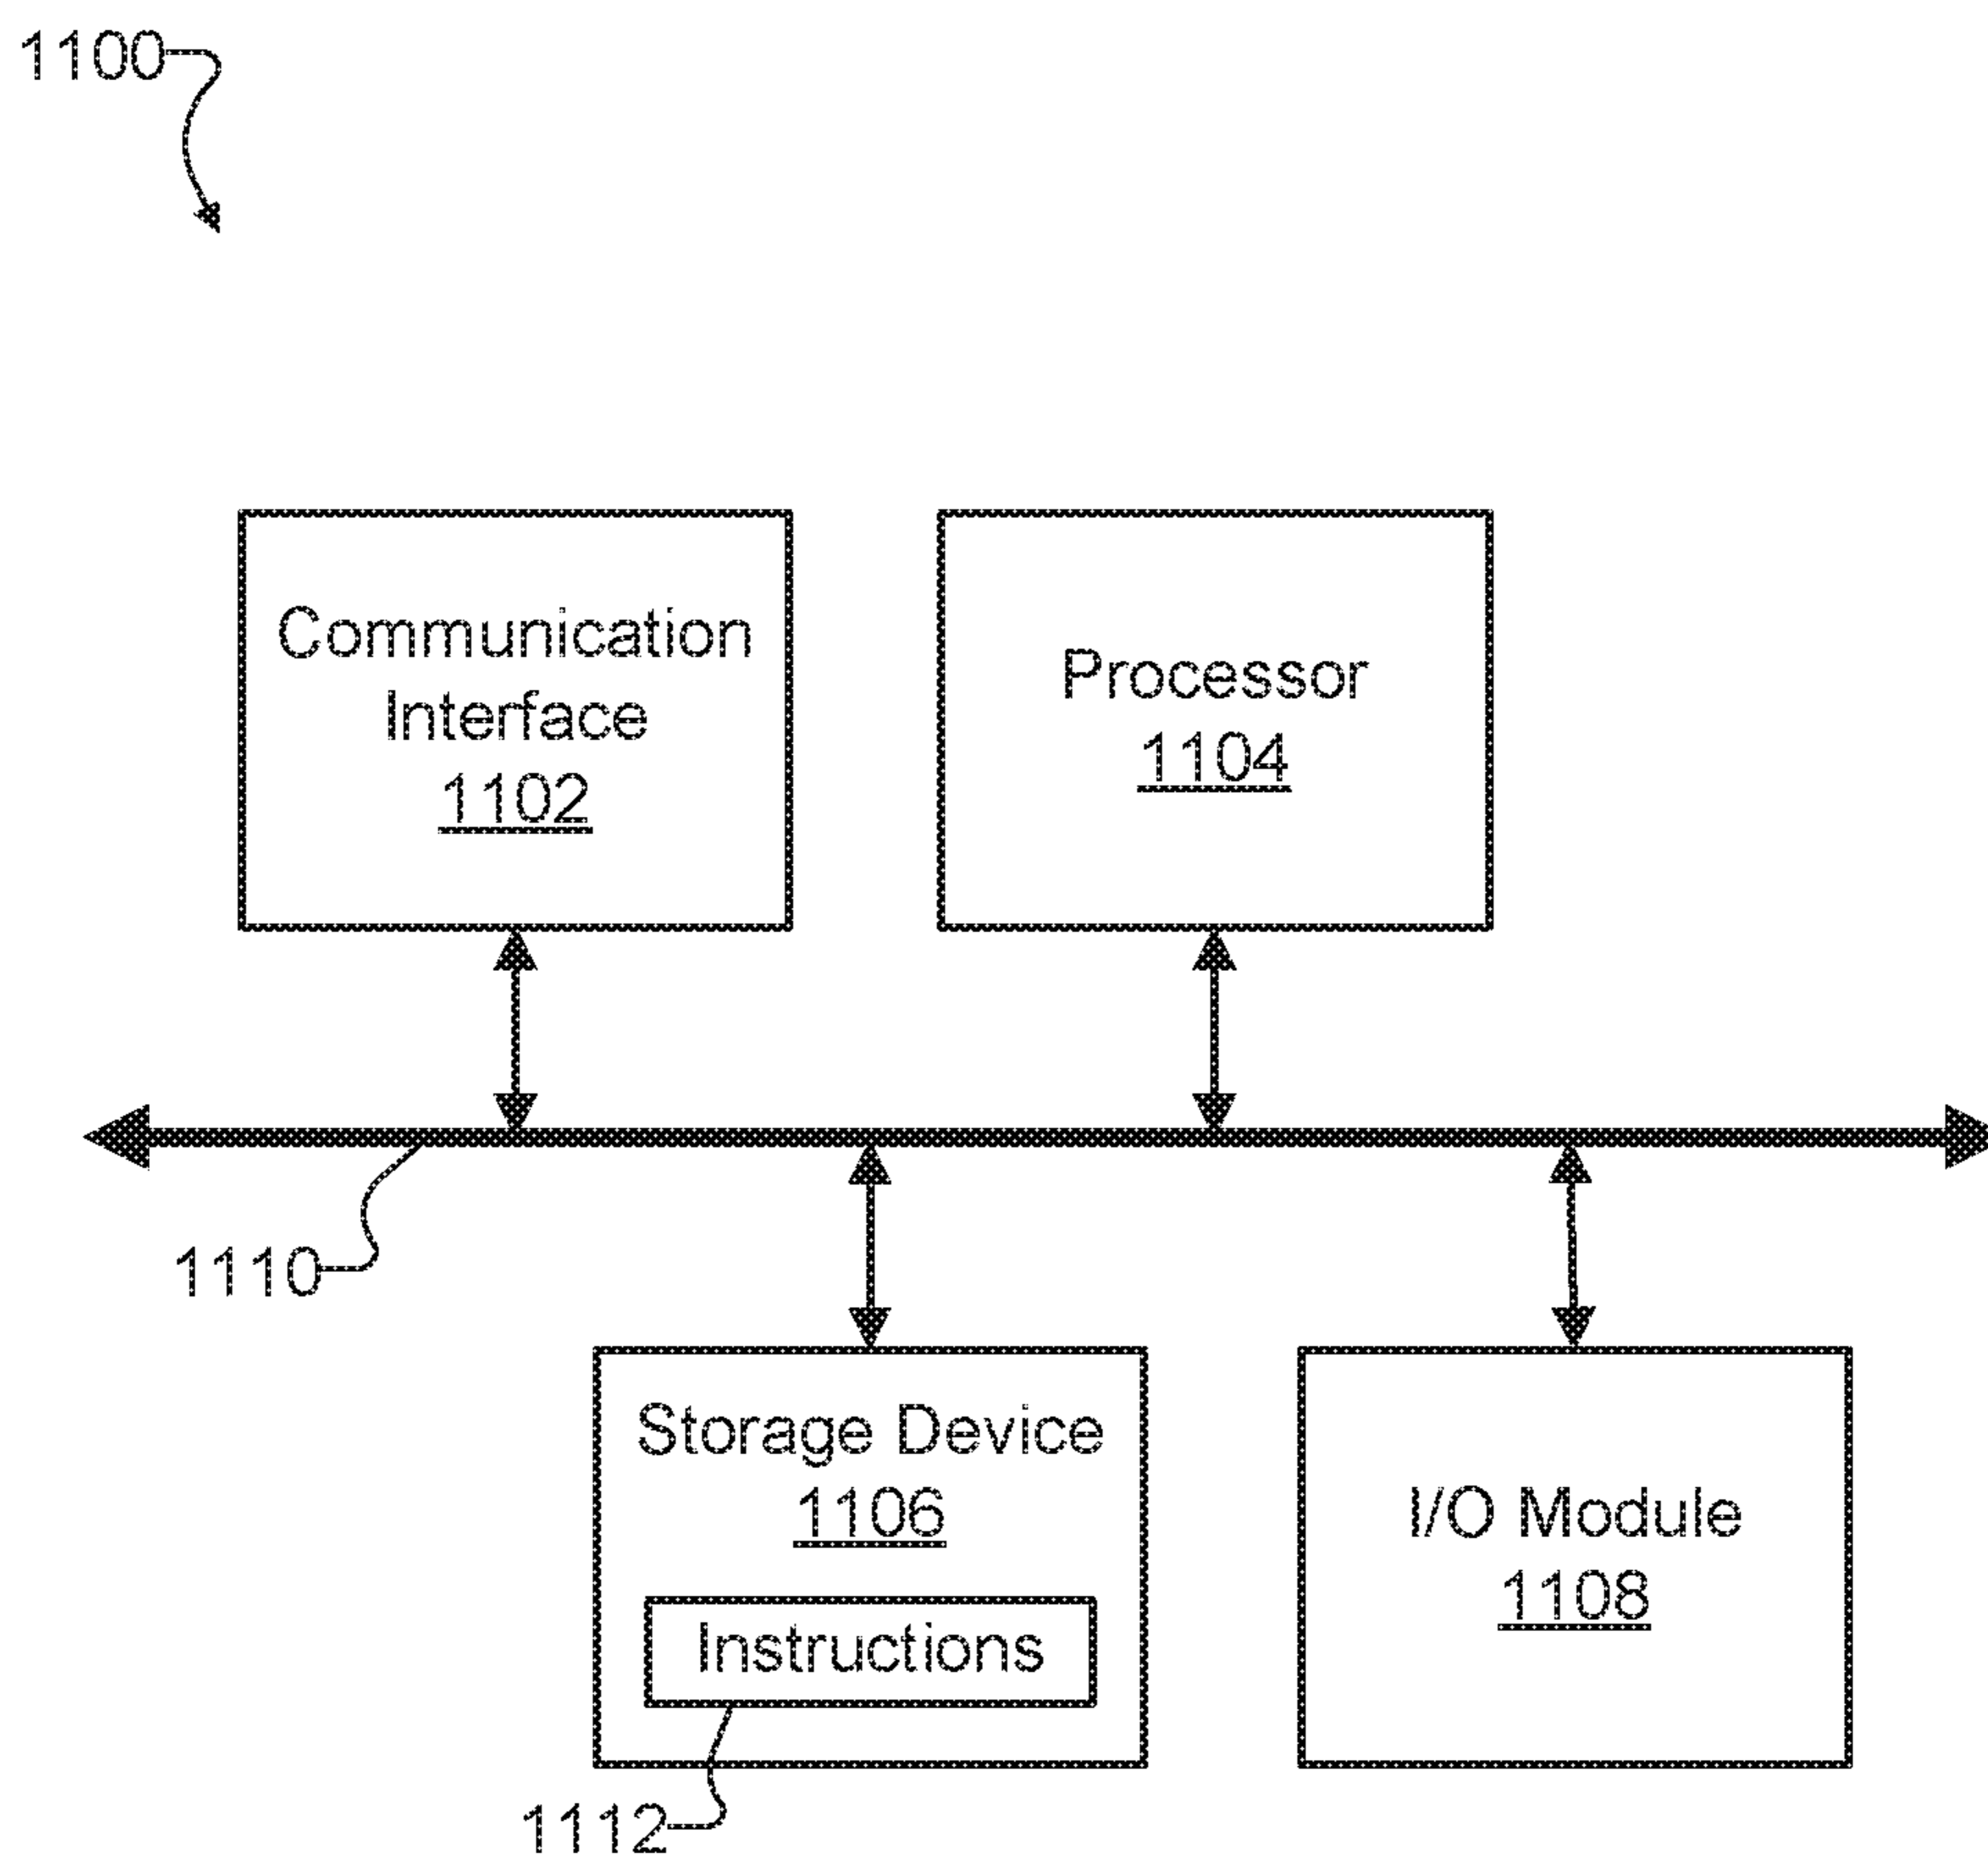 1100
Communication
Interface
1102
Processor
1104
1110
Storage Device
1106
Instructions
1112
I/O Module
1108